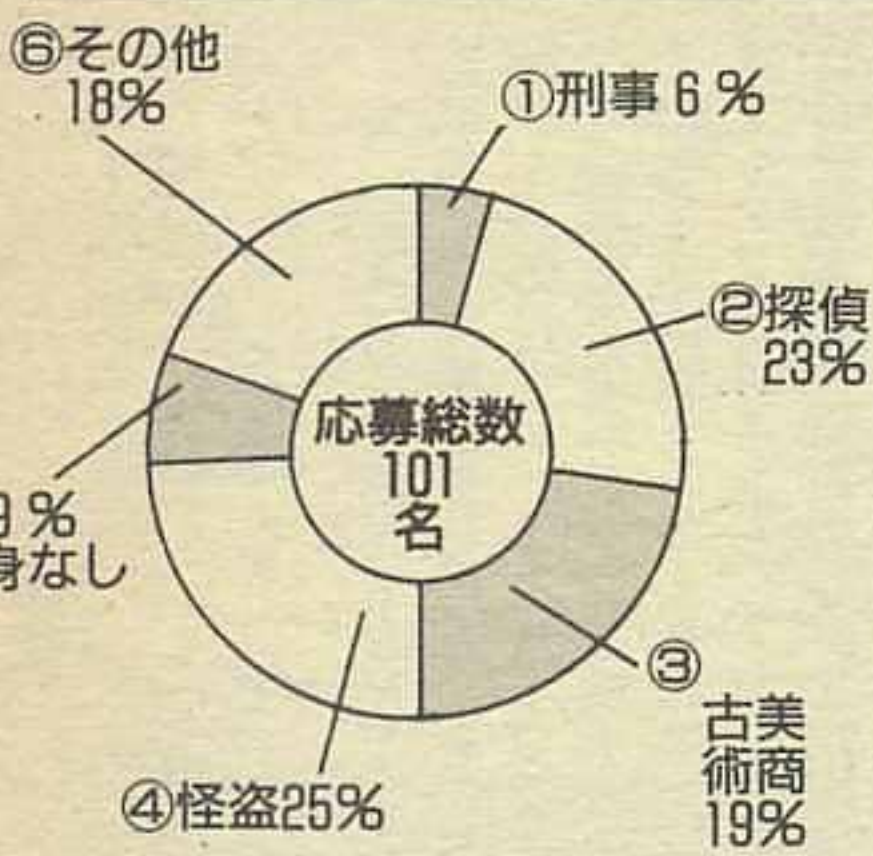 ⑥その他
18%
①刑事6%
②探偵
23%
応募総数
101
名
9%
身なし
③
古美
術商
19%
④怪盗25%